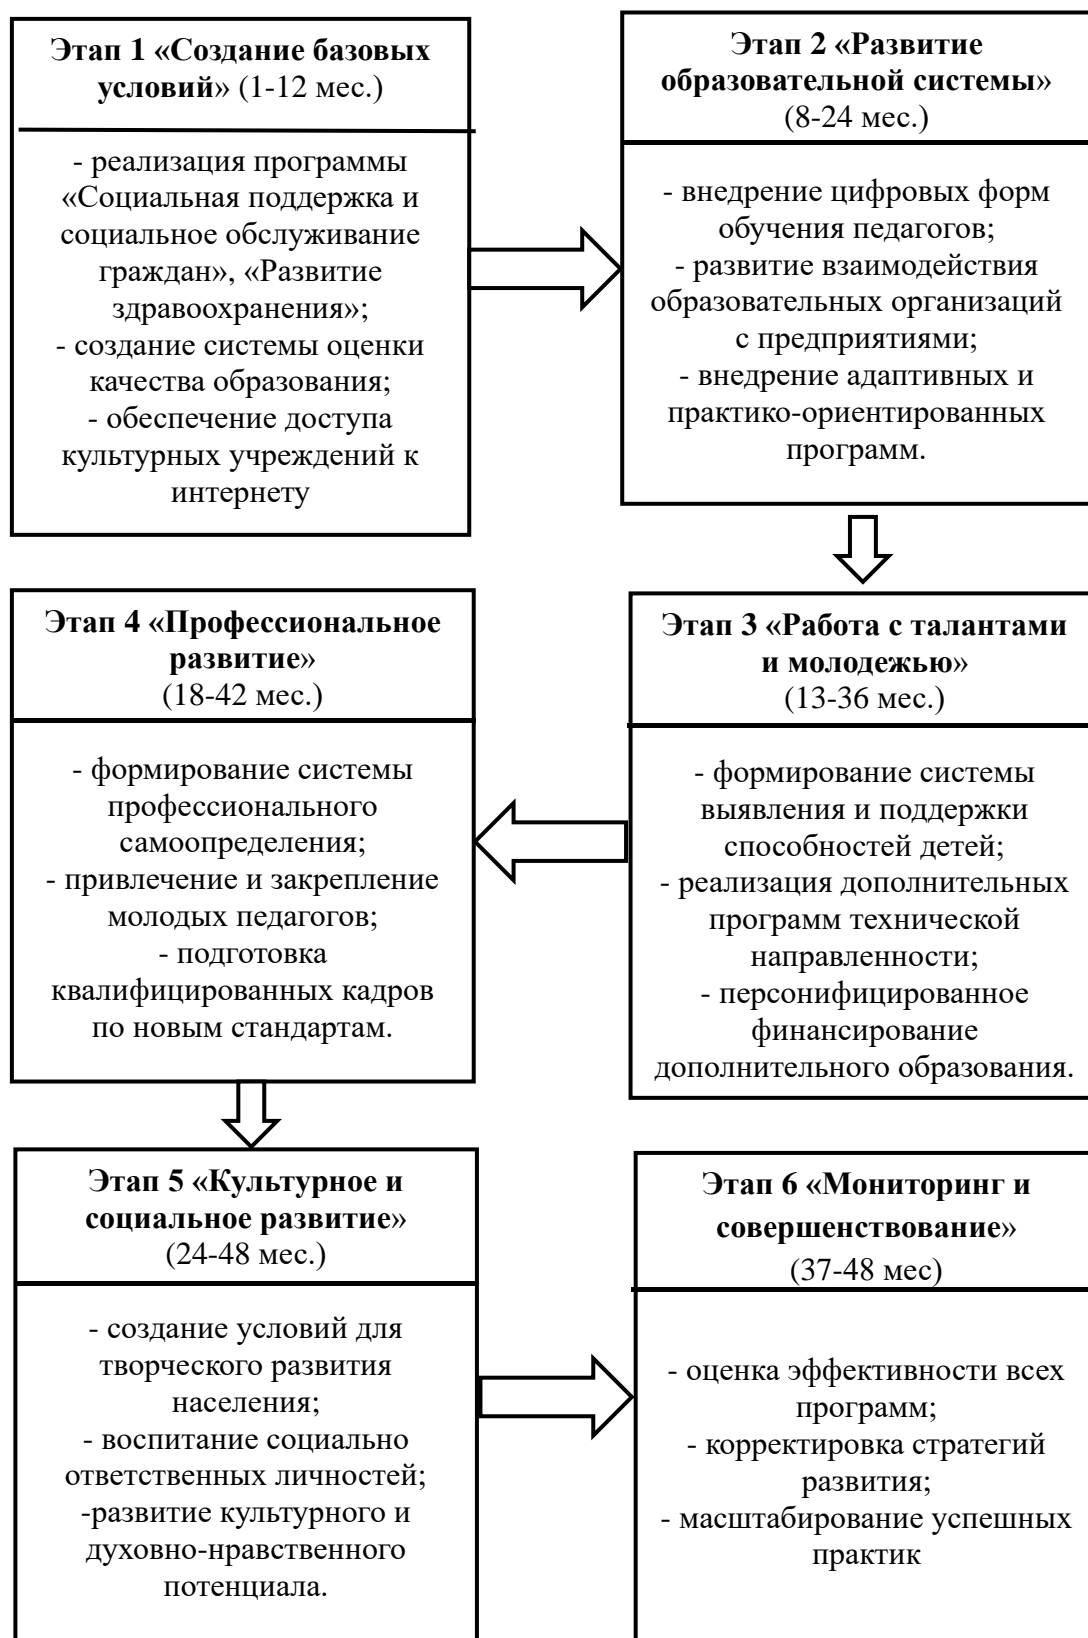 Этап 1 «Создание базовых
условий» (1-12 мес.)
- реализация программы
«Социальная поддержка и
социальное обслуживание
граждан», «Развитие
здравоохранения»;
- создание системы оценки
качества образования;
- обеспечение доступа
культурных учреждений к
интернету
Этап 2 «Развитие
образовательной системы»
(8-24 мес.)
- внедрение цифровых форм
обучения педагогов;
- развитие взаимодействия
образовательных организаций
с предприятиями;
- внедрение адаптивных и
практико-ориентированных
программ.
Этап 3 «Работа с талантами
и молодежью»
(13-36 мес.)
- формирование системы
выявления и поддержки
способностей детей;
- реализация дополнительных
программ технической
направленности;
- персонифицированное
финансирование
дополнительного образования.
Этап 4 «Профессиональное
развитие»
(18-42 мес.)
- формирование системы
профессионального
самоопределения;
- привлечение и закрепление
молодых педагогов;
- подготовка
квалифицированных кадров
по новым стандартам.
Этап 5 «Культурное и
социальное развитие»
(24-48 мес.)
- создание условий для
творческого развития
населения;
- воспитание социально
ответственных личностей;
-развитие культурного и
духовно-нравственного
потенциала.
Этап 6 «Мониторинг и
совершенствование»
(37-48 мес)
- оценка эффективности всех
программ;
- корректировка стратегий
развития;
- масштабирование успешных
практик